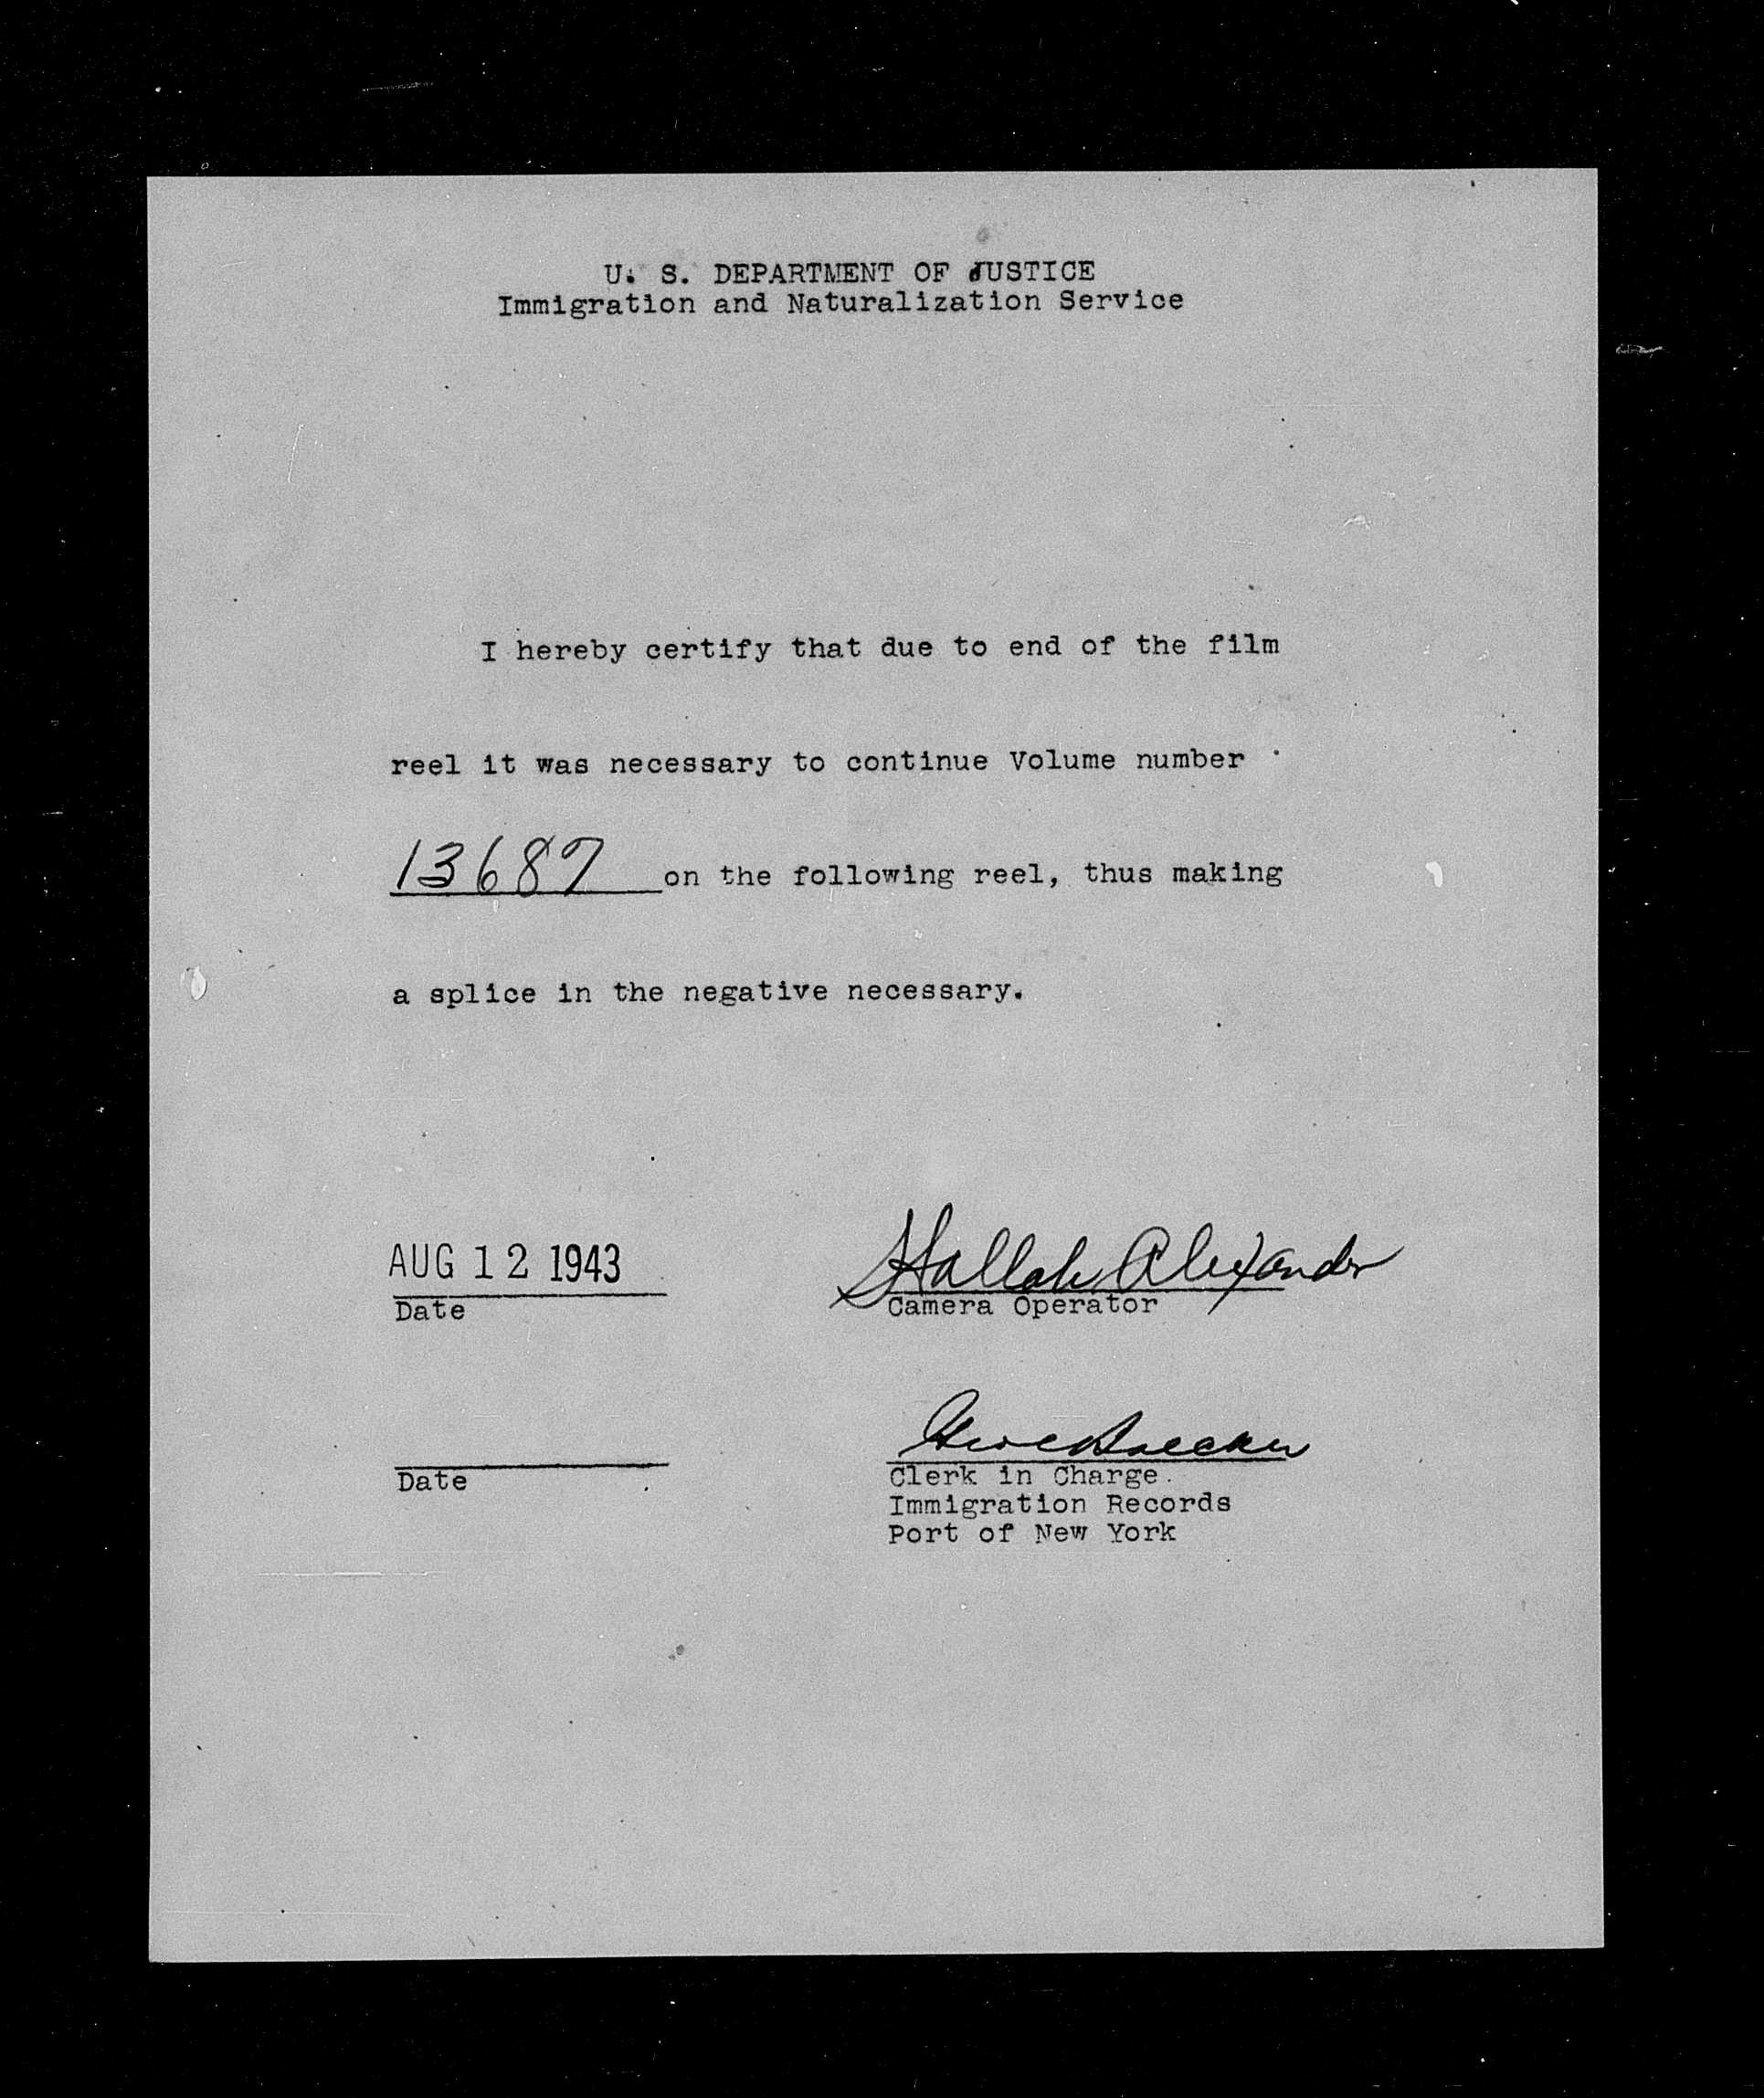 U. S. DEPARTMENT OF JUSTICE
Immigration and Naturalization Service
I hereby certify that due to end of the film
reel it was necessary to continue Volume number
13687 on the following reel, thus making
a splice in the negative necessary.
AUG 12 1943
Date
Alexander
Camera Operator
Date
Clerk in Charge.
Immigration Records
Port of New York